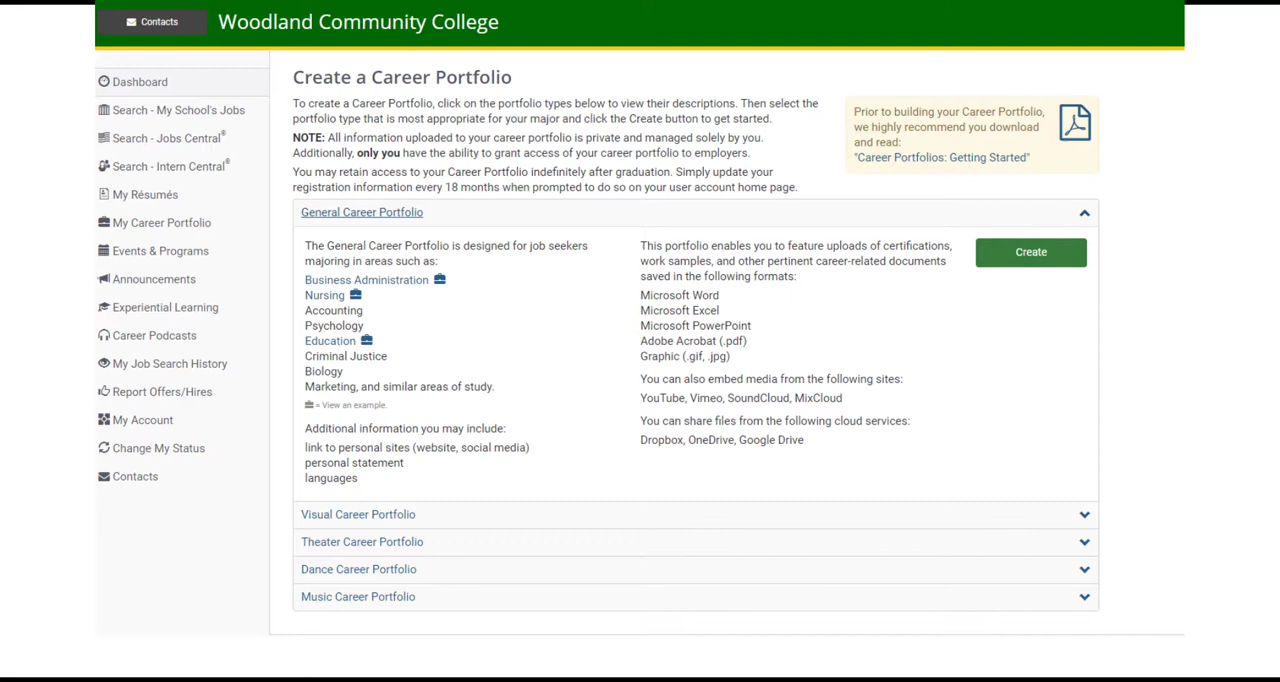 Contacts
Woodland Community College
Dashboard
Search - My School's Jobs
Search - Jobs Central®
Search - Intern Central®
My Résumés
My Career Portfolio
Events & Programs
Announcements
Experiential Learning
Career Podcasts
My Job Search History
Report Offers/Hires
My Account
Change My Status
Contacts
Create a Career Portfolio
To create a Career Portfolio, click on the portfolio types below to view their descriptions. Then select the
portfolio type that is most appropriate for your major and click the Create button to get started.
NOTE: All information uploaded to your career portfolio is private and managed solely by you.
Additionally, only you have the ability to grant access of your career portfolio to employers.
You may retain access to your Career Portfolio indefinitely after graduation. Simply update your
registration information every 18 months when prompted to do so on your user account home page.
Prior to building your Career Portfolio,
we highly recommend you download
and read:
"Career Portfolios: Getting Started"
General Career Portfolio
The General Career Portfolio is designed for job seekers
majoring in areas such as:
Business Administration
Nursing
Accounting
Psychology
Education
Criminal Justice
Biology
Marketing, and similar areas of study.
= View an example.
Additional information you may include:
link to personal sites (website, social media)
personal statement
languages
This portfolio enables you to feature uploads of certifications,
work samples, and other pertinent career-related documents
saved in the following formats:
Microsoft Word
Microsoft Excel
Microsoft PowerPoint
Adobe Acrobat (.pdf)
Graphic (.gif, .jpg)
You can also embed media from the following sites:
YouTube, Vimeo, SoundCloud, MixCloud
You can share files from the following cloud services:
Dropbox, OneDrive, Google Drive
Create
Visual Career Portfolio
Theater Career Portfolio
Dance Career Portfolio
Music Career Portfolio